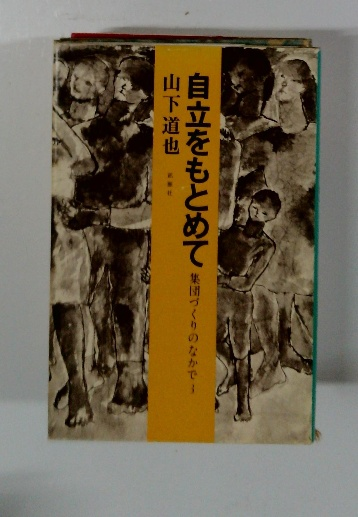 自立をもとめて
集団づくりのなかで
山下道也